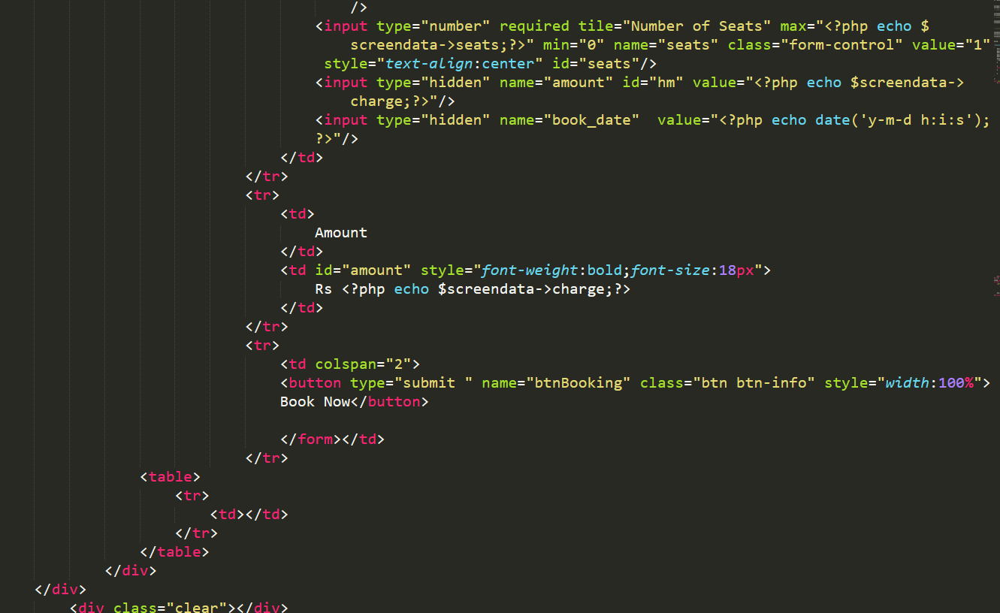 />
<input type="number" required tile="Number of Seats" max="<?php echo $
screendata->seats;?>" min="0" name="seats" class="form-control" value="1"
style="text-align:center" id="seats"/>
<input type="hidden" name="amount" id="hm" value="<?php echo $screendata->
charge;?>"/>
<input type="hidden" name="book_date"  value="<?php echo date('y-m-d h:i:s');
?>"/>
</td>
</tr>
<tr>
<td>
Amount
</td>
<td id="amount" style="font-weight:bold;font-size:18px">
Rs <?php echo $screendata->charge;?>
</td>
</tr>
<tr>
<td colspan="2">
<button type="submit " name="btnBooking" class="btn btn-info" style="width:100%">
Book Now</button>
</form></td>
</tr>
<table>
<tr>
<td></td>
</tr>
</table>
</div>
</div>
<div class="clear"></div>